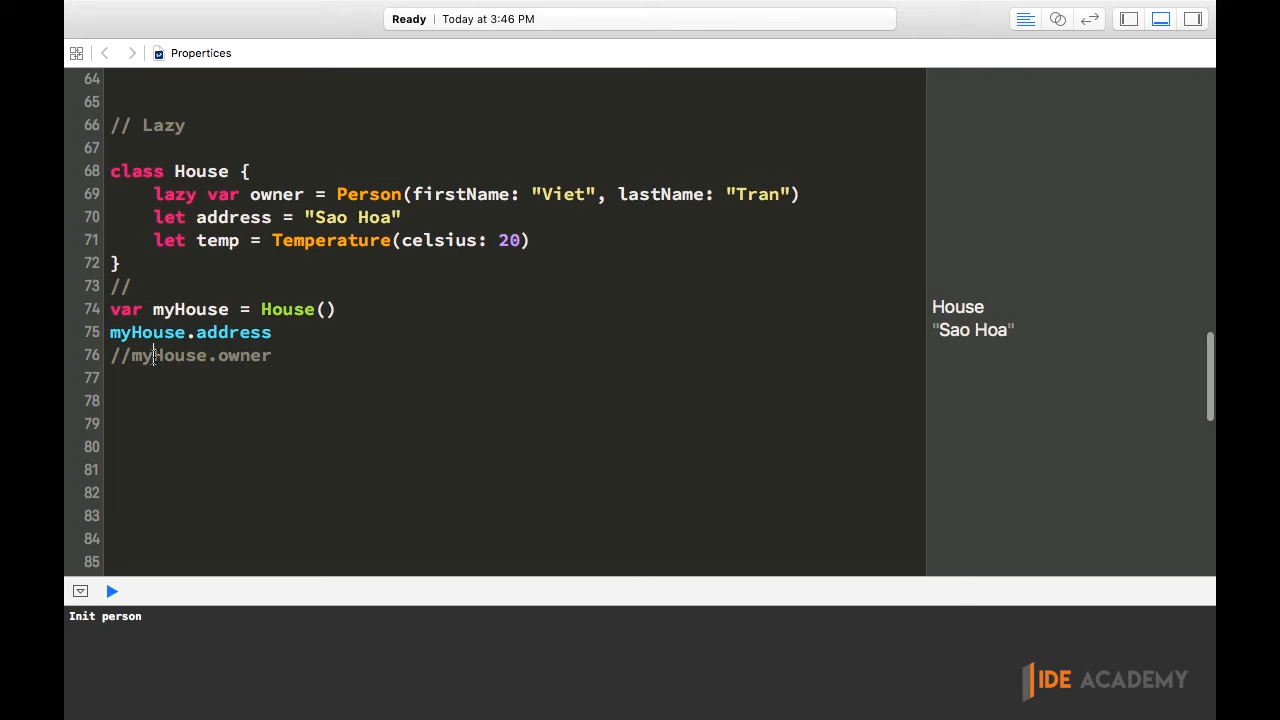 Ready | Today at 3:46 PM
Propertices
64
65
66 // Lazy
67
68 class House {
69 lazy var owner = Person(firstName: "Viet", lastName: "Tran")
70 let address = "Sao Hoa"
71 let temp = Temperature(celsius: 20)
72 }
73 //
74 var myHouse = House() House
75 myHouse.address "Sao Hoa"
76 //myHouse.owner
77
78
79
80
81
82
83
84
85
Init person
IDE ACADEMY